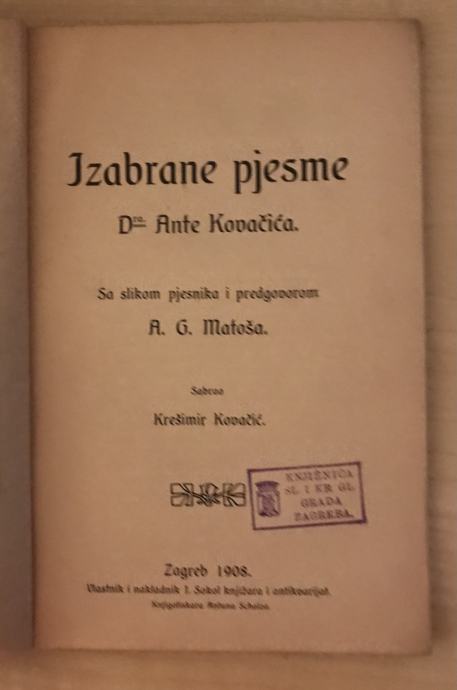 Izabrane pjesme
Dra. Ante Kovačića.
Sa slikom pjesnika i predgovorom
A. G. Matoša.
Sabrao
Krešimir Kovačić.
KNJIŽNICA
SL. I KR. GL.
GRADA
ZAGREBA.
Zagreb 1908.
Vlastnik i nakladnik I. Sokol knjižara i antikvarijat.
Knjigotiskara Antuna Scholza.